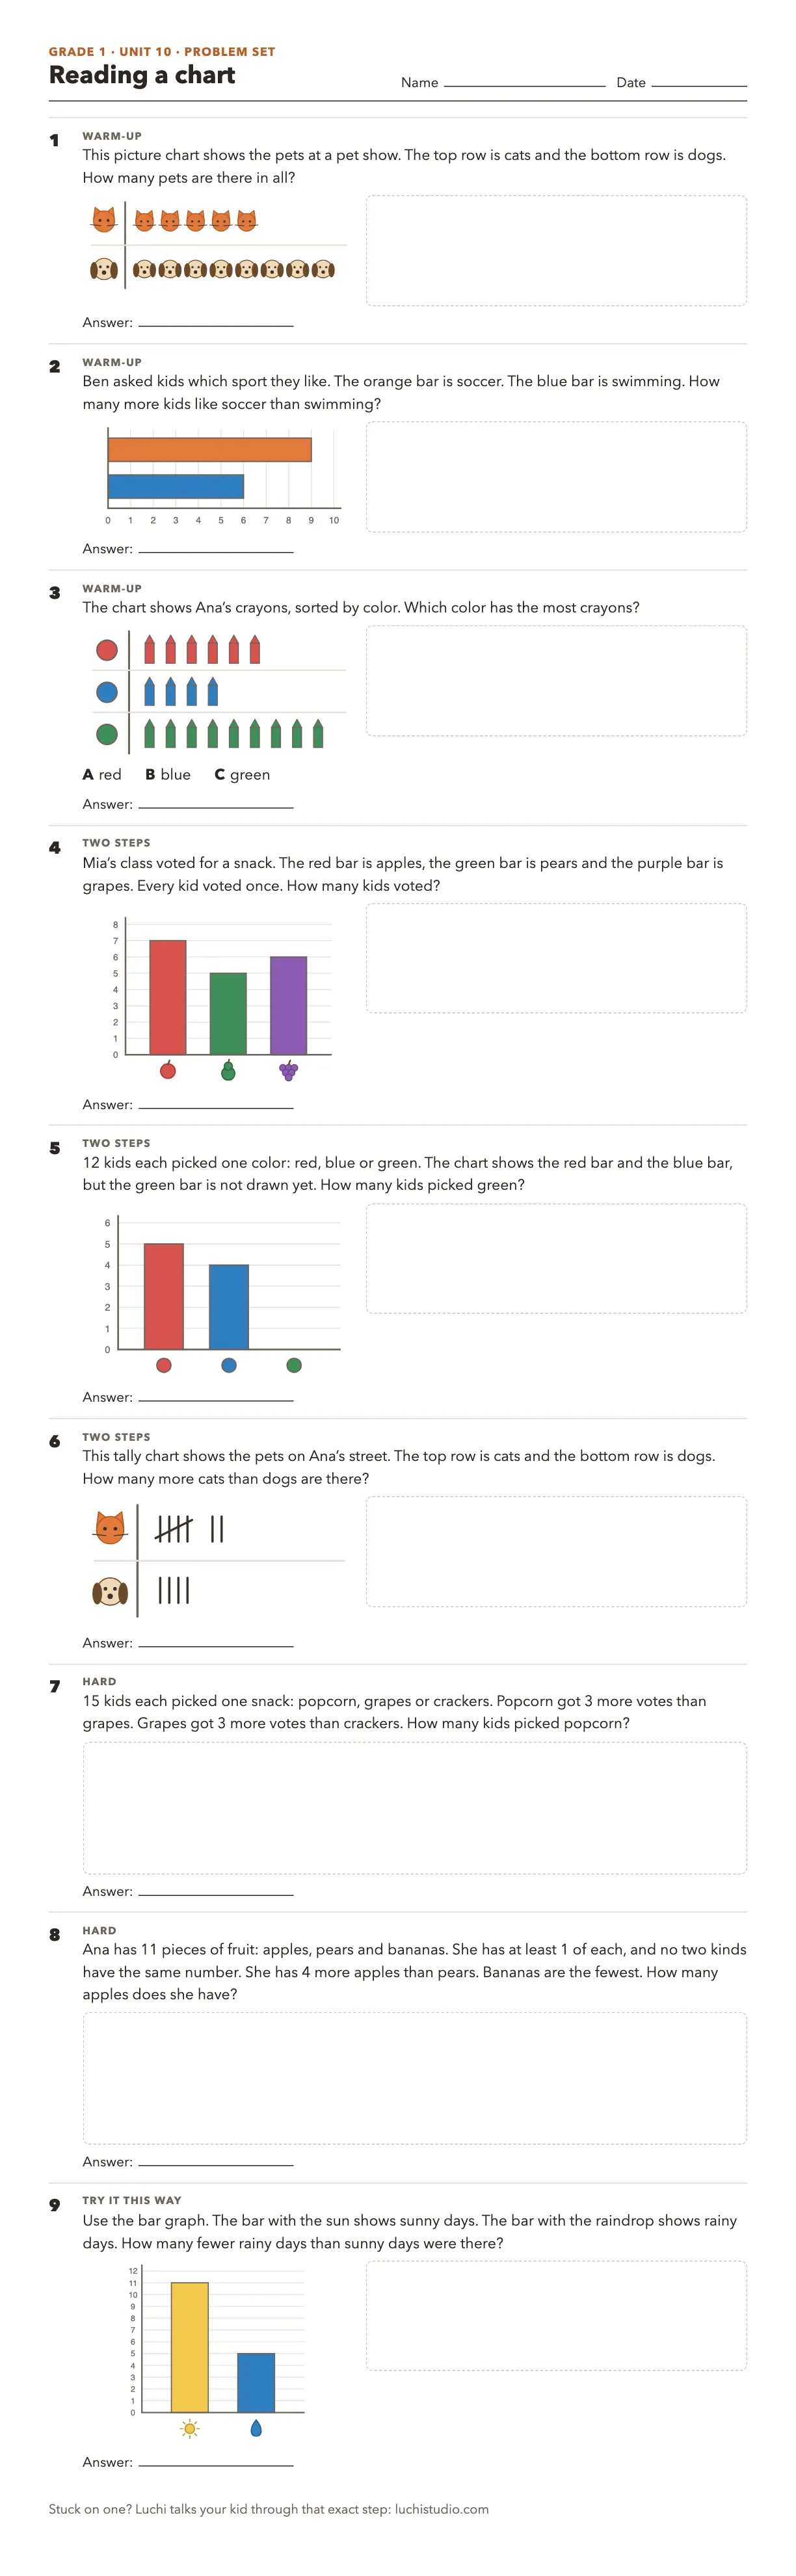 GRADE 1 · UNIT 10 · PROBLEM SET
Reading a chart
Name Date
1
WARM-UP
This picture chart shows the pets at a pet show. The top row is cats and the bottom row is dogs.
How many pets are there in all?
Answer:
2
WARM-UP
Ben asked kids which sport they like. The orange bar is soccer. The blue bar is swimming. How
many more kids like soccer than swimming?
0 1 2 3 4 5 6 7 8 9 10
Answer:
3
WARM-UP
The chart shows Ana's crayons, sorted by color. Which color has the most crayons?
A red B blue C green
Answer:
4
TWO STEPS
Mia's class voted for a snack. The red bar is apples, the green bar is pears and the purple bar is
grapes. Every kid voted once. How many kids voted?
8
7
6
5
4
3
2
1
0
Answer:
5
TWO STEPS
12 kids each picked one color: red, blue or green. The chart shows the red bar and the blue bar,
but the green bar is not drawn yet. How many kids picked green?
6
5
4
3
2
1
0
Answer:
6
TWO STEPS
This tally chart shows the pets on Ana's street. The top row is cats and the bottom row is dogs.
How many more cats than dogs are there?
Answer:
7
HARD
15 kids each picked one snack: popcorn, grapes or crackers. Popcorn got 3 more votes than
grapes. Grapes got 3 more votes than crackers. How many kids picked popcorn?
Answer:
8
HARD
Ana has 11 pieces of fruit: apples, pears and bananas. She has at least 1 of each, and no two kinds
have the same number. She has 4 more apples than pears. Bananas are the fewest. How many
apples does she have?
Answer:
9
TRY IT THIS WAY
Use the bar graph. The bar with the sun shows sunny days. The bar with the raindrop shows rainy
days. How many fewer rainy days than sunny days were there?
12
11
10
9
8
7
6
5
4
3
2
1
0
Answer:
Stuck on one? Luchi talks your kid through that exact step: luchistudio.com